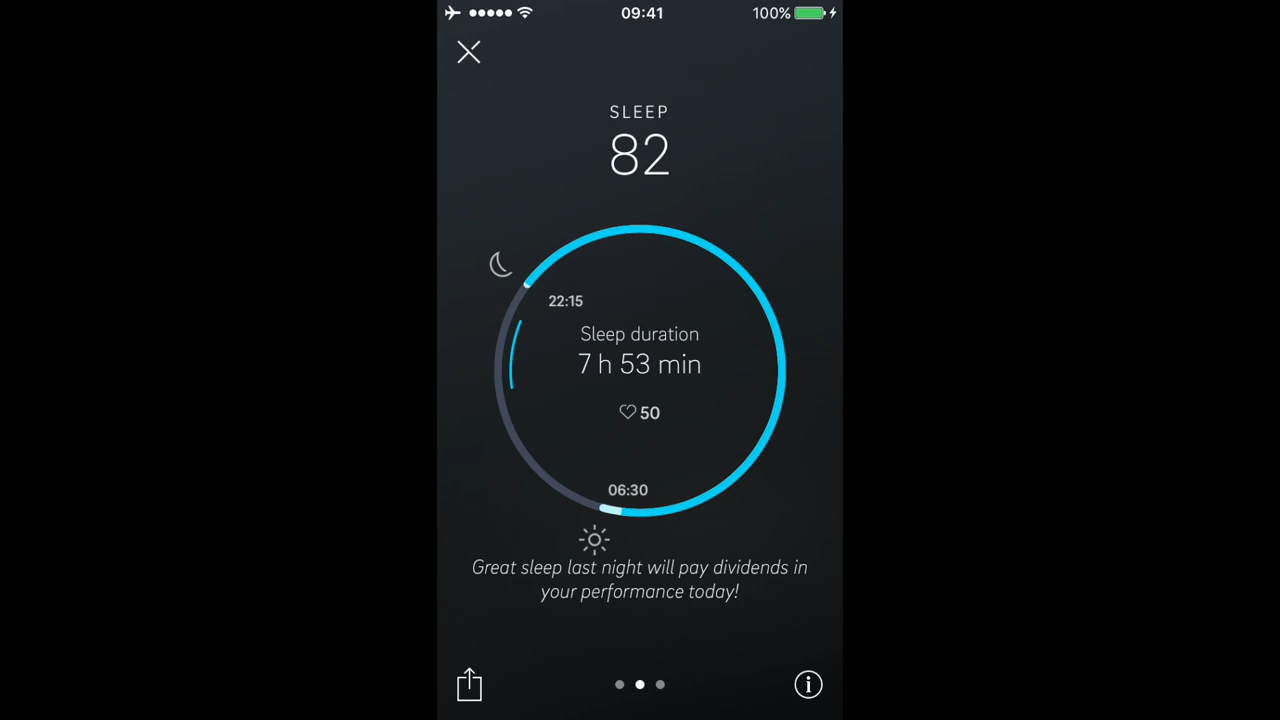 09:41
100%
SLEEP
82
22:15
Sleep duration
7 h 53 min
50
06:30
Great sleep last night will pay dividends in
your performance today!